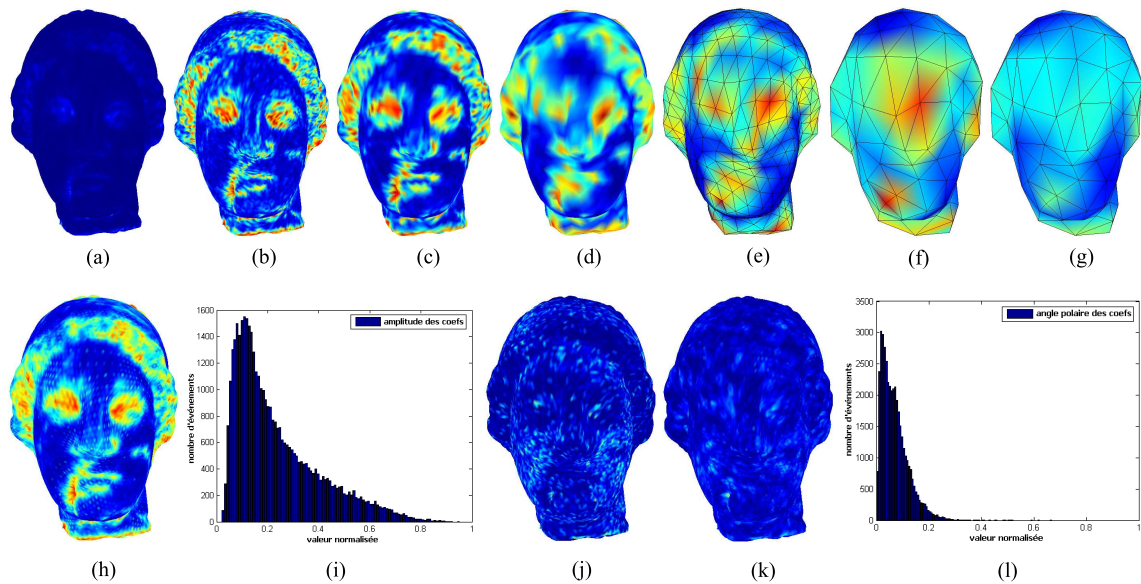 (a)
(b)
(c)
(d)
(e)
(f)
(g)
1600
1400
1200
1000
800
600
400
200
0
nombre d'événements
amplitude des coefs
0
0.2
0.4
0.6
0.8
1
valeur normalisée
3500
3000
2500
2000
1500
1000
500
0
nombre d'événements
angle polaire des coefs
0
0.2
0.4
0.6
0.8
1
valeur normalisée
(h)
(i)
(j)
(k)
(l)